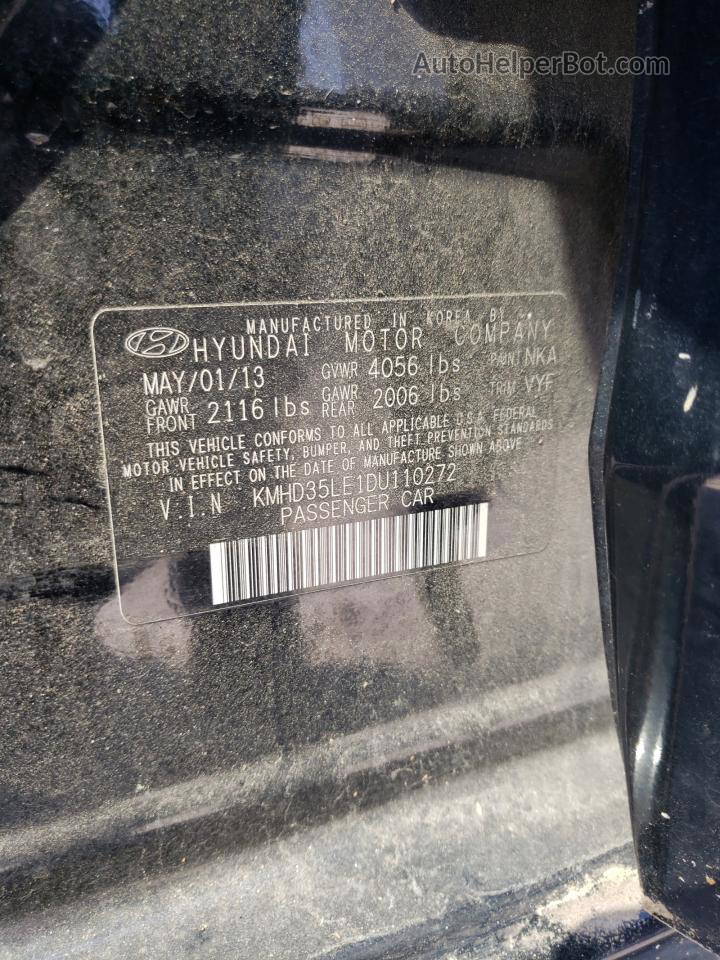 AutoHelperBot.com
MANUFACTURED IN KOREA BY
HYUNDAI MOTOR COMPANY
MAY/01/13 GVWR 4056 lbs PAINT NKA
GAWR FRONT 2116 lbs GAWR REAR 2006 lbs TRIM VYF
THIS VEHICLE CONFORMS TO ALL APPLICABLE U.S.A. FEDERAL
MOTOR VEHICLE SAFETY, BUMPER, AND THEFT PREVENTION STANDARDS
IN EFFECT ON THE DATE OF MANUFACTURE SHOWN ABOVE
V.I.N KMHD35LE1DU110272
PASSENGER CAR